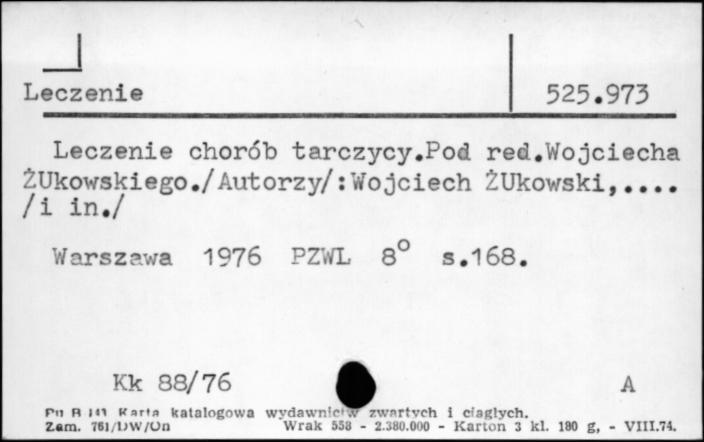 Leczenie 525.973
Leczenie chorób tarczycy.Pod red.Wojciecha
ŻUkowskiego./Autorzy/:Wojciech ŻUkowski,....
/i in./
Warszawa 1976 PZWL 8° s.168.
Kk 88/76 A
Pu B 143 Karta katalogowa wydawnictw zwartych i ciągłych.
Zam. 761/DW/On Wrak 558 - 2.380.000 - Karton 3 kl. 180 g, - VIII.74.